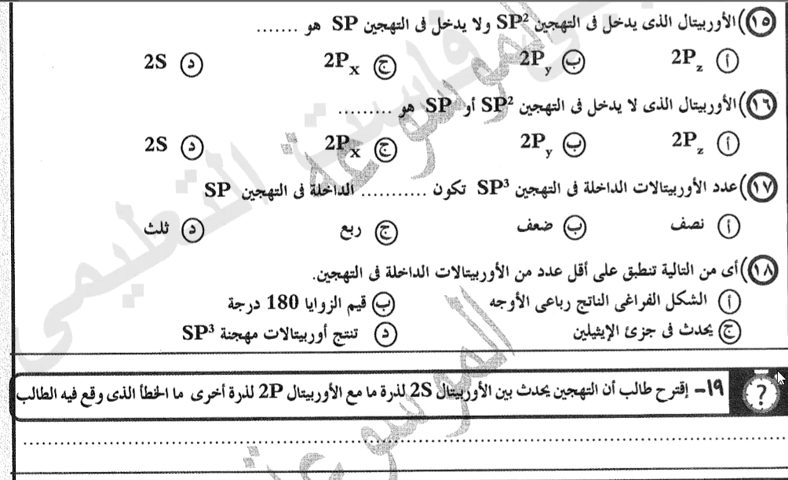 ١٥) الأوربيتال الذى يدخل فى التهجين SP² ولا يدخل فى التهجين SP هو .......
أ 2Pz ب 2Py ج 2Px د 2S
١٦) الأوربيتال الذى لا يدخل فى التهجين SP² أو SP هو .........
أ 2Pz ب 2Py ج 2Px د 2S
١٧) عدد الأوربيتالات الداخلة فى التهجين SP³ تكون ........... الداخلة فى التهجين SP
أ نصف ب ضعف ج ربع د ثلث
١٨) أى من التالية تنطبق على أقل عدد من الأوربيتالات الداخلة فى التهجين.
أ الشكل الفراغى الناتج رباعى الأوجه ب قيم الزوايا 180 درجة
ج يحدث فى جزئ الإيثيلين د تنتج أوربيتالات مهجنة SP³
١٩- إقترح طالب أن التهجين يحدث بين الأوربيتال 2S لذرة ما مع الأوربيتال 2P لذرة أخرى ما الخطأ الذى وقع فيه الطالب